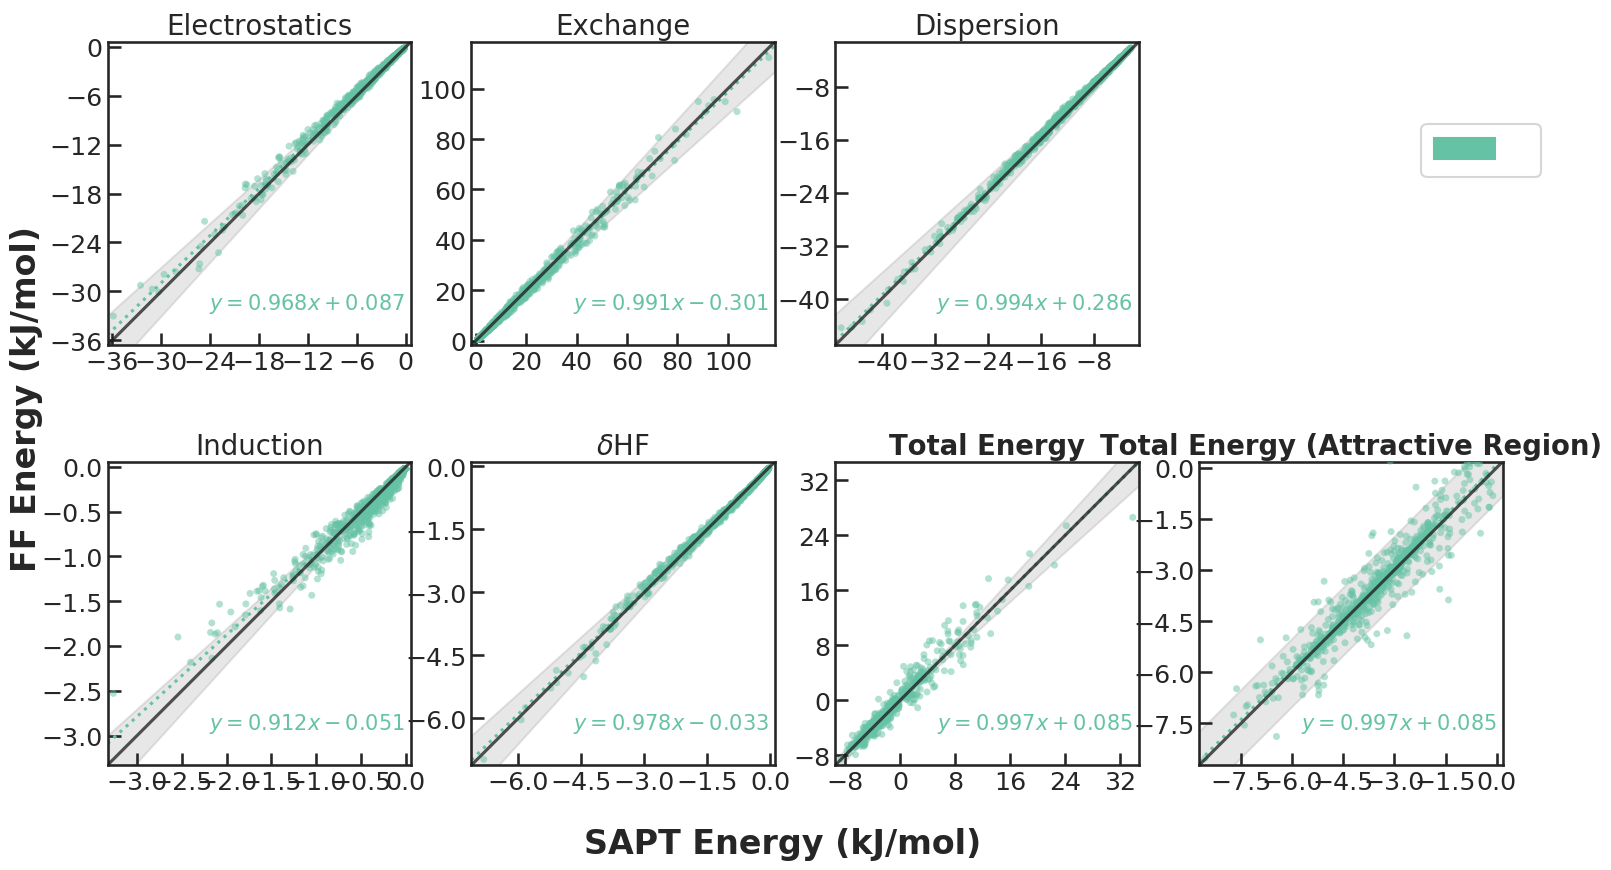 Electrostatics
Exchange
Dispersion
0
−6
−12
−18
−24
−30
−36
y = 0.968x + 0.087
−36 −30 −24 −18 −12 −6 0
100
80
60
40
20
0
y = 0.991x − 0.301
0 20 40 60 80 100
−8
−16
−24
−32
−40
y = 0.994x + 0.286
−40 −32 −24 −16 −8
FF Energy (kJ/mol)
Induction
δHF
Total Energy
Total Energy (Attractive Region)
0.0
−0.5
−1.0
−1.5
−2.0
−2.5
−3.0
y = 0.912x − 0.051
−3.0 −2.5 −2.0 −1.5 −1.0 −0.5 0.0
0.0
−1.5
−3.0
−4.5
−6.0
y = 0.978x − 0.033
−6.0 −4.5 −3.0 −1.5 0.0
32
24
16
8
0
−8
y = 0.997x + 0.085
−8 0 8 16 24 32
0.0
−1.5
−3.0
−4.5
−6.0
−7.5
y = 0.997x + 0.085
−7.5 −6.0 −4.5 −3.0 −1.5 0.0
SAPT Energy (kJ/mol)